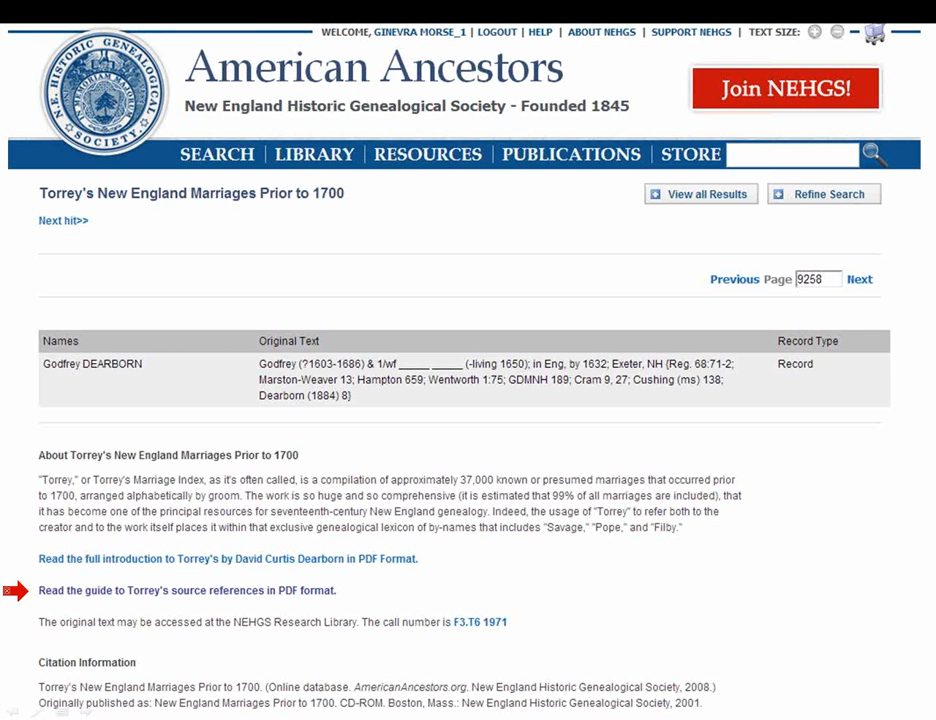 WELCOME, GINEVRA MORSE_1 | LOGOUT | HELP | ABOUT NEHGS | SUPPORT NEHGS | TEXT SIZE:
N.E. HISTORIC GENEALOGICAL SOCIETY
American Ancestors
New England Historic Genealogical Society - Founded 1845
Join NEHGS!
SEARCH | LIBRARY | RESOURCES | PUBLICATIONS | STORE
Torrey's New England Marriages Prior to 1700
View all Results
Refine Search
Next hit>>
Previous Page 9258 Next
Names Original Text Record Type
Godfrey DEARBORN Godfrey (?1603-1686) & 1/wf _____ _____ (-living 1650); in Eng, by 1632; Exeter, NH {Reg. 68:71-2; Record
Marston-Weaver 13; Hampton 659; Wentworth 1:75; GDMNH 189; Cram 9, 27; Cushing (ms) 138;
Dearborn (1884) 8}
About Torrey's New England Marriages Prior to 1700
"Torrey," or Torrey's Marriage Index, as it's often called, is a compilation of approximately 37,000 known or presumed marriages that occurred prior
to 1700, arranged alphabetically by groom. The work is so huge and so comprehensive (it is estimated that 99% of all marriages are included), that
it has become one of the principal resources for seventeenth-century New England genealogy. Indeed, the usage of "Torrey" to refer both to the
creator and to the work itself places it within that exclusive genealogical lexicon of by-names that includes "Savage," "Pope," and "Filby."
Read the full introduction to Torrey's by David Curtis Dearborn in PDF Format.
Read the guide to Torrey's source references in PDF format.
The original text may be accessed at the NEHGS Research Library. The call number is F3.T6 1971
Citation Information
Torrey's New England Marriages Prior to 1700. (Online database. AmericanAncestors.org. New England Historic Genealogical Society, 2008.)
Originally published as: New England Marriages Prior to 1700. CD-ROM. Boston, Mass.: New England Historic Genealogical Society, 2001.